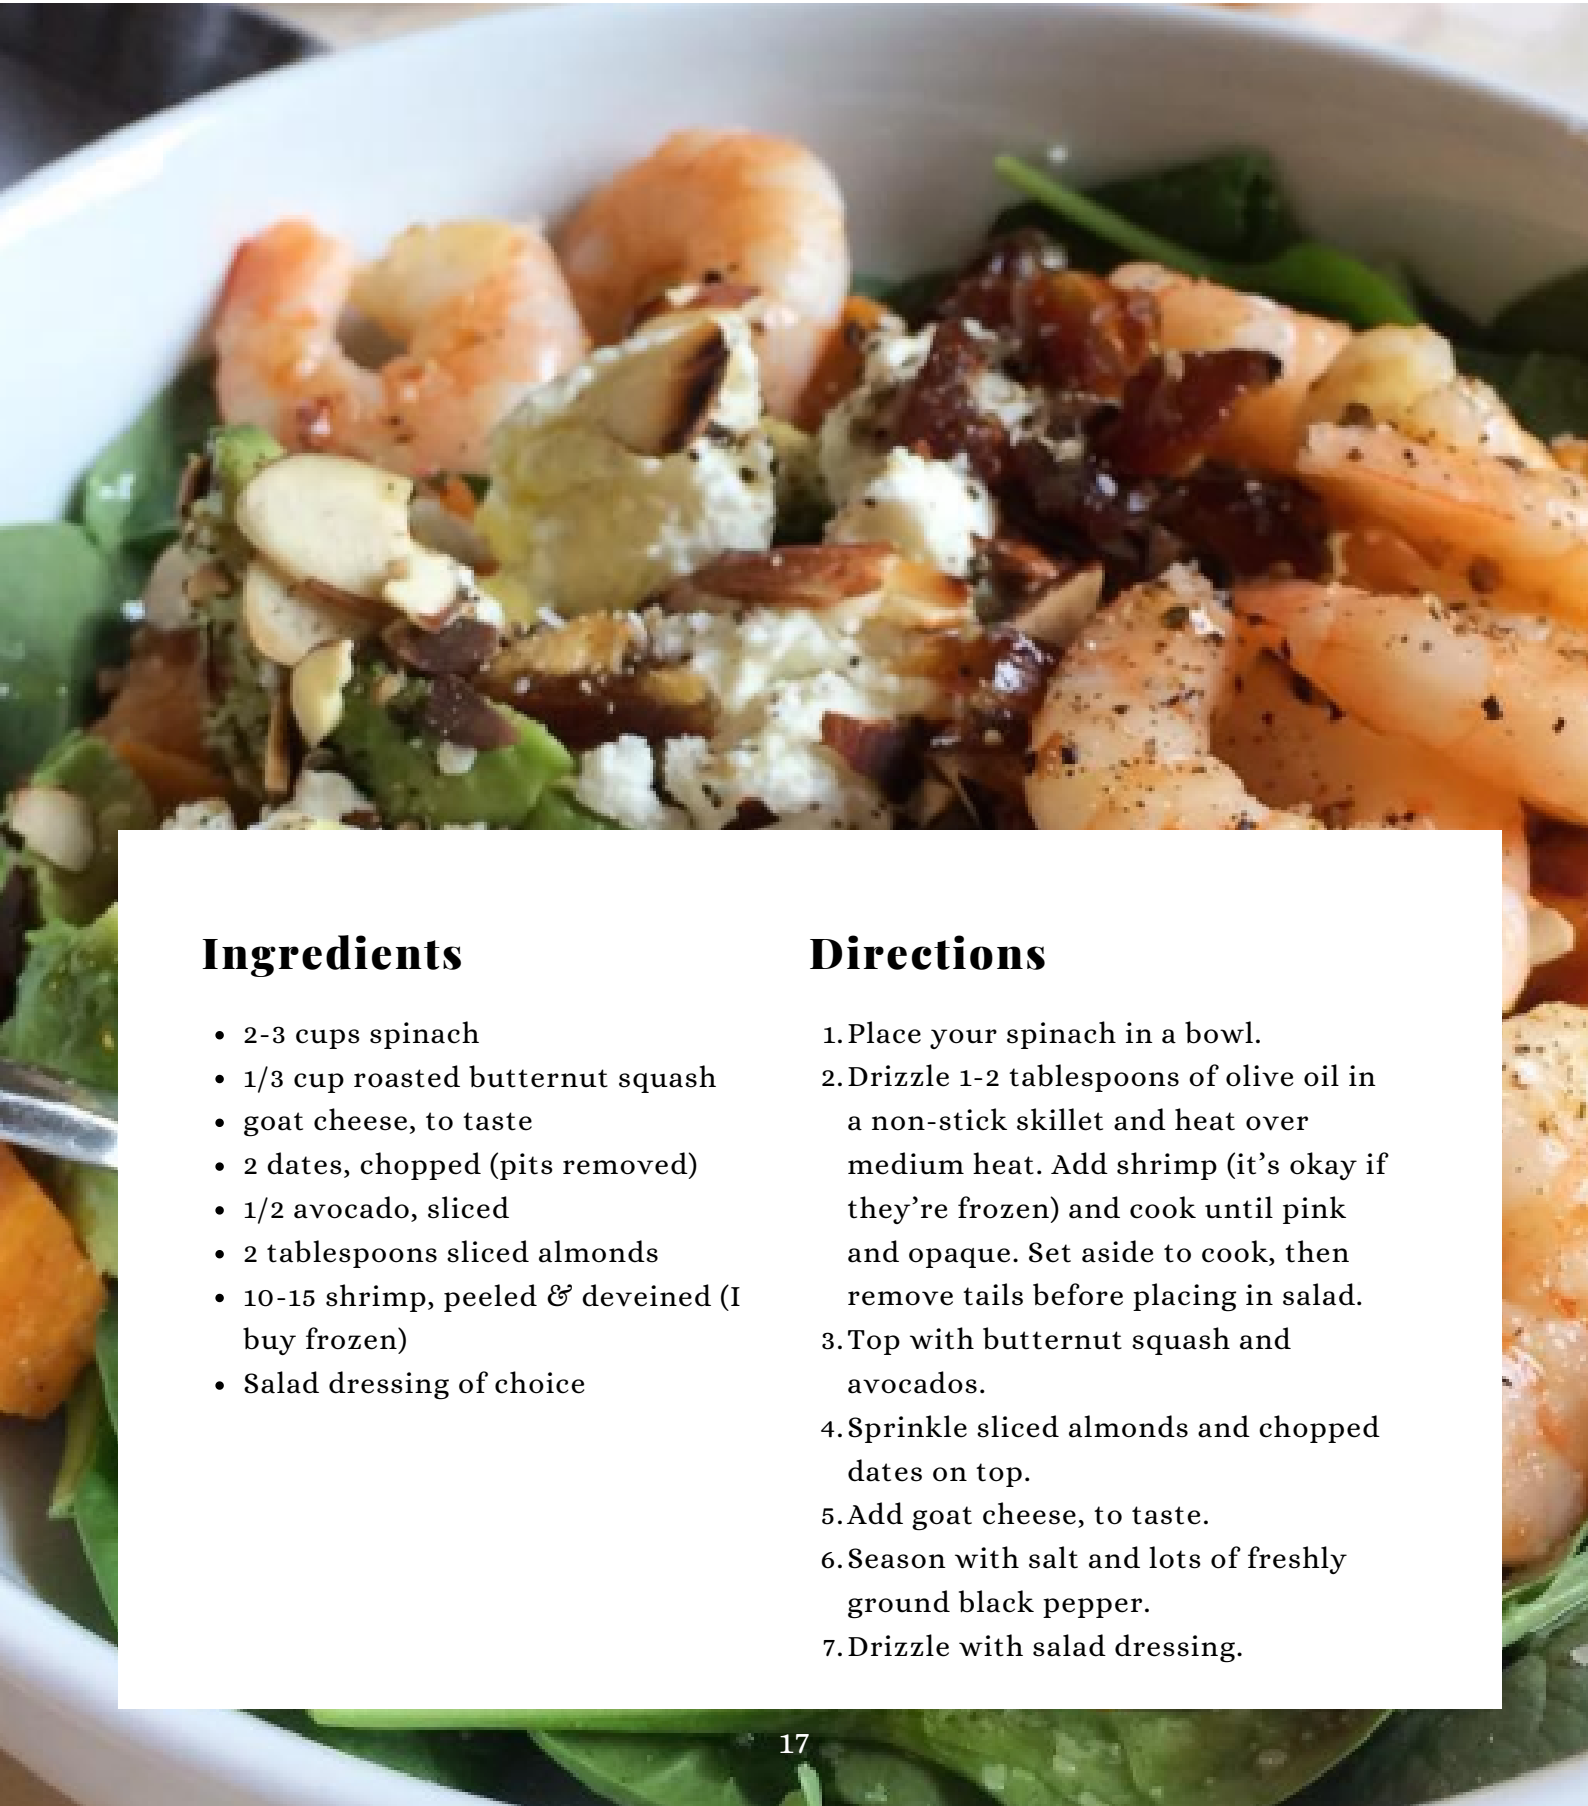 Ingredients
• 2-3 cups spinach
• 1/3 cup roasted butternut squash
• goat cheese, to taste
• 2 dates, chopped (pits removed)
• 1/2 avocado, sliced
• 2 tablespoons sliced almonds
• 10-15 shrimp, peeled & deveined (I
buy frozen)
• Salad dressing of choice
Directions
1. Place your spinach in a bowl.
2. Drizzle 1-2 tablespoons of olive oil in
a non-stick skillet and heat over
medium heat. Add shrimp (it’s okay if
they’re frozen) and cook until pink
and opaque. Set aside to cook, then
remove tails before placing in salad.
3. Top with butternut squash and
avocados.
4. Sprinkle sliced almonds and chopped
dates on top.
5. Add goat cheese, to taste.
6. Season with salt and lots of freshly
ground black pepper.
7. Drizzle with salad dressing.
17